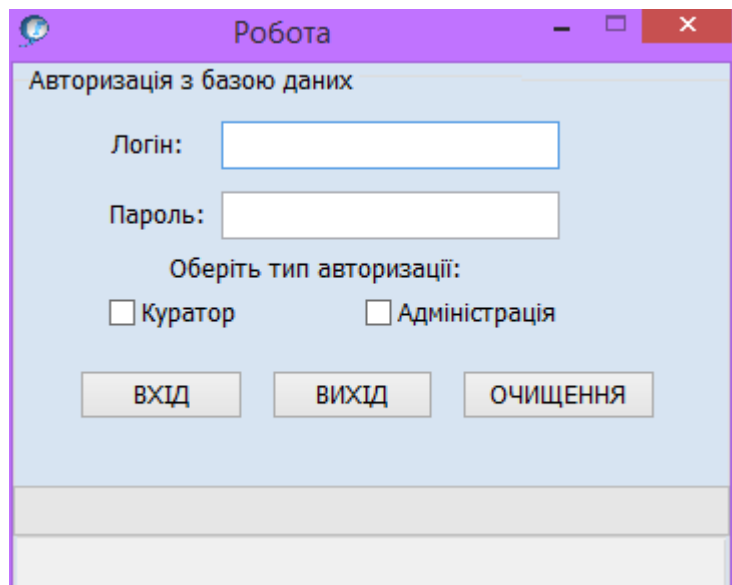 Робота
Авторизація з базою даних
Логін:
Пароль:
Оберіть тип авторизації:
Куратор Адміністрація
ВХІД ВИХІД ОЧИЩЕННЯ